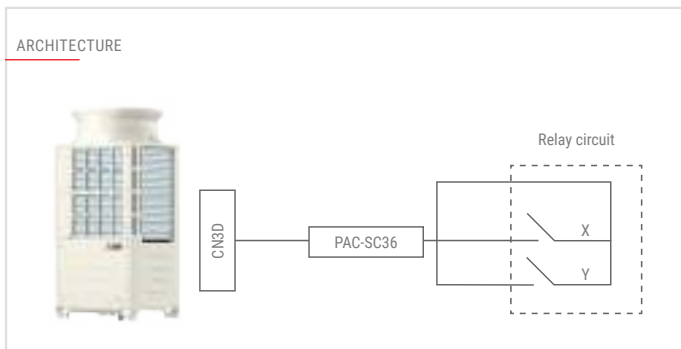 ARCHITECTURE
Relay circuit
CN3D
PAC-SC36
X
Y